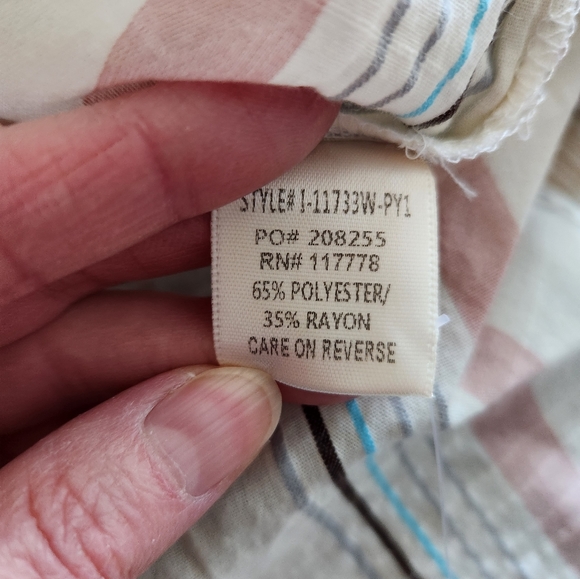 STYLE# I-11733W-PY1
PO# 208255
RN# 117778
65% POLYESTER/
35% RAYON
CARE ON REVERSE